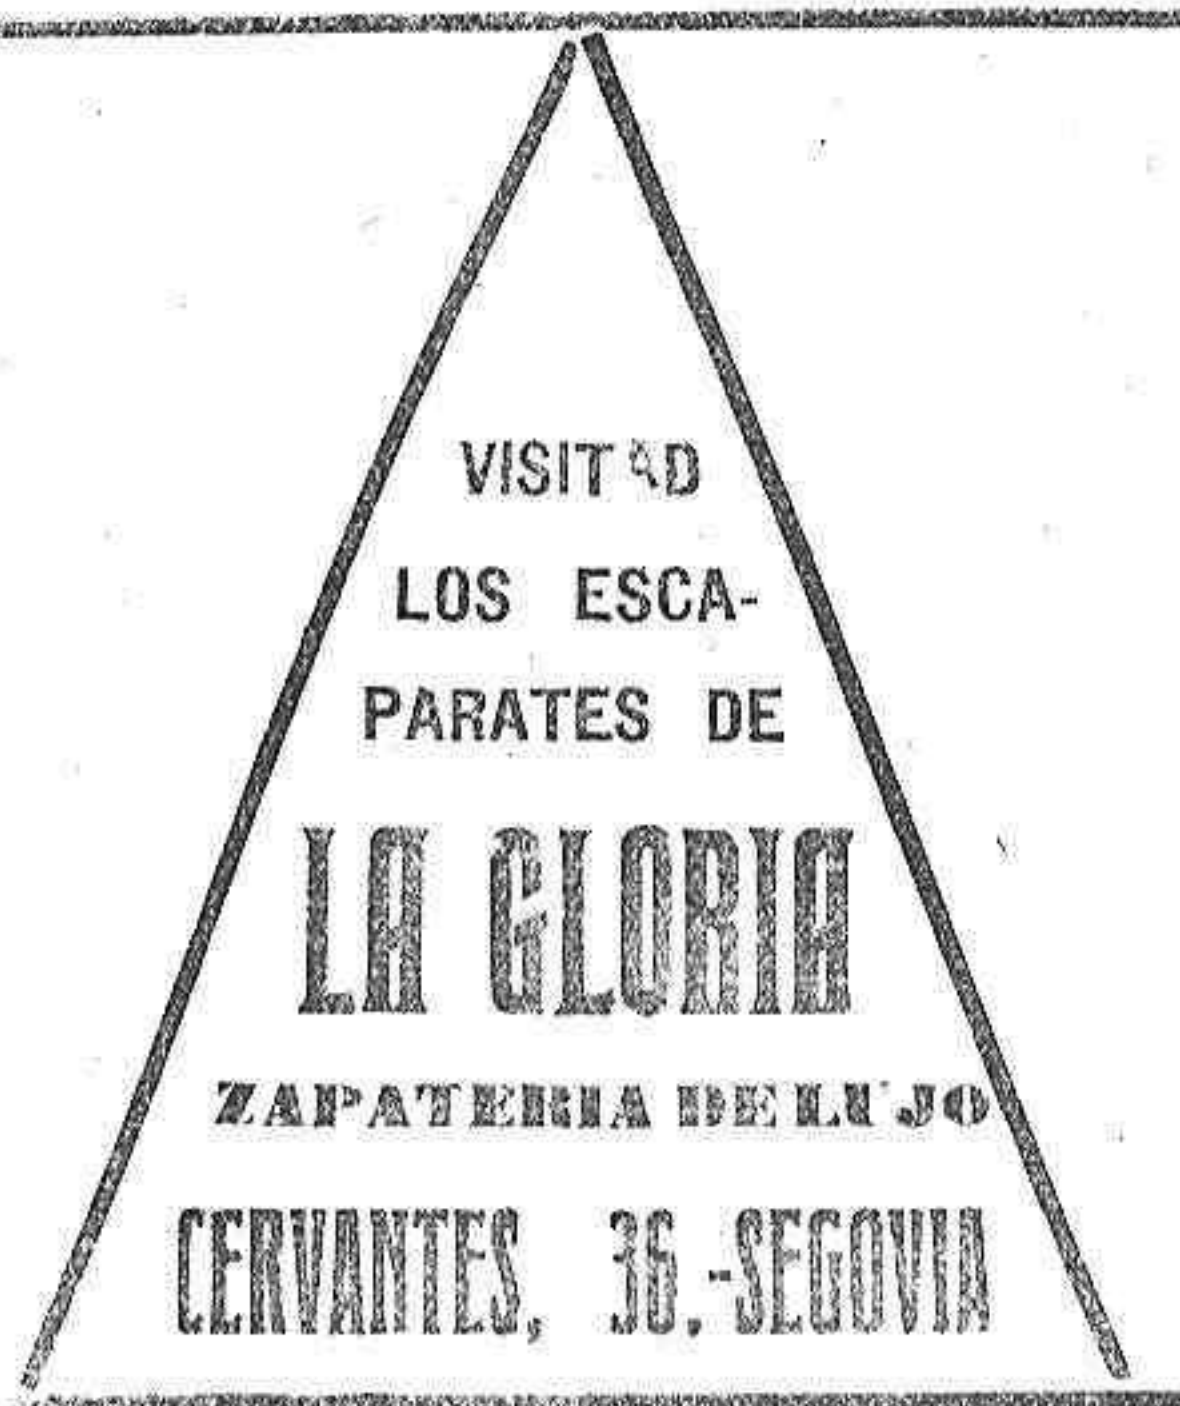 VISITAD
LOS ESCA-
PARATES DE
LA GLORIA
ZAPATERIA DE LUJO
CERVANTES, 36.-SEGOVIA